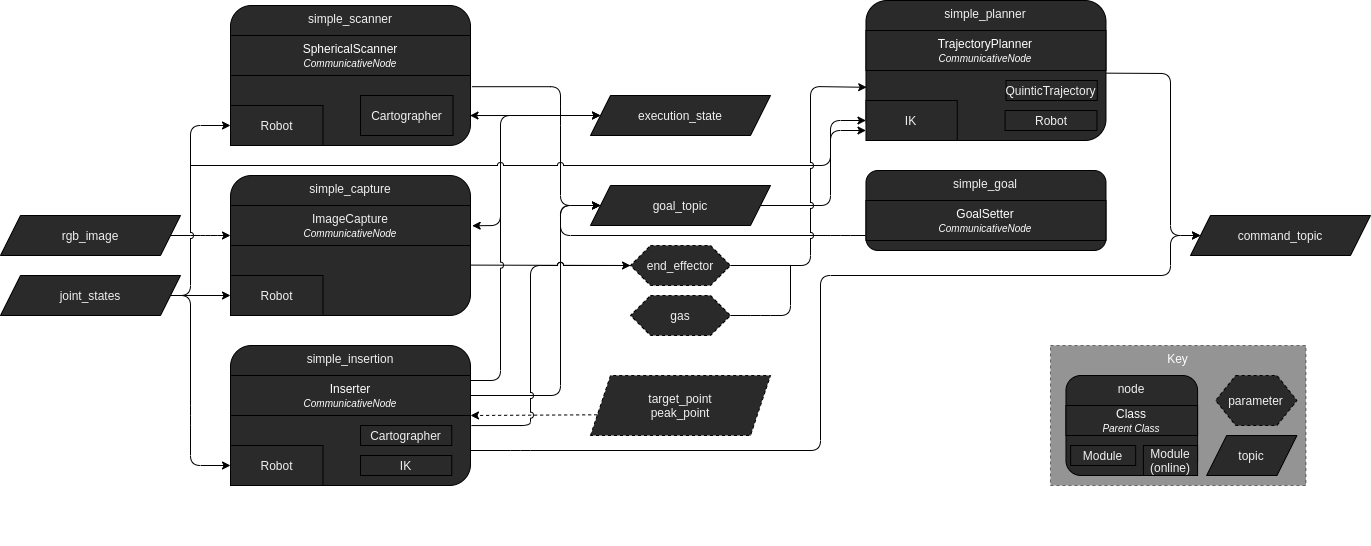 simple_scanner
SphericalScanner
CommunicativeNode
Cartographer
Robot
simple_capture
ImageCapture
CommunicativeNode
Robot
simple_insertion
Inserter
CommunicativeNode
Cartographer
IK
Robot
rgb_image
joint_states
execution_state
goal_topic
end_effector
gas
target_point
peak_point
simple_planner
TrajectoryPlanner
CommunicativeNode
QuinticTrajectory
IK
Robot
simple_goal
GoalSetter
CommunicativeNode
command_topic
Key
node
Class
Parent Class
Module
Module
(online)
parameter
topic